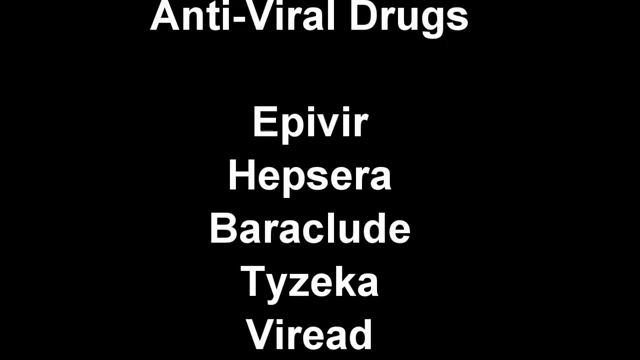 Anti-Viral Drugs
Epivir
Hepsera
Baraclude
Tyzeka
Viread